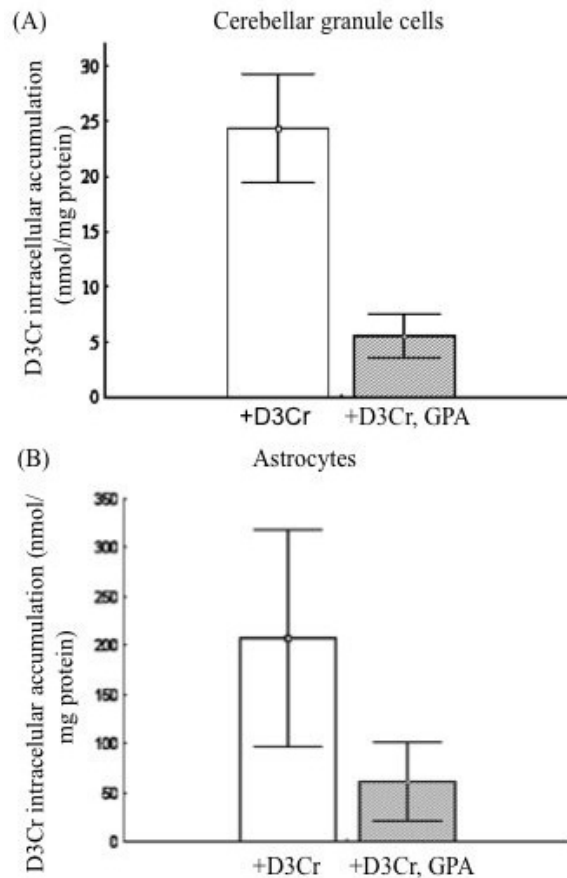 (A)
Cerebellar granule cells
D3Cr intracellular accumulation
(nmol/mg protein)
30
25
20
15
10
5
0
+D3Cr
+D3Cr, GPA
(B)
Astrocytes
D3Cr intracelular accumulation (nmol/
mg protein)
350
300
250
200
150
100
50
0
+D3Cr
+D3Cr, GPA